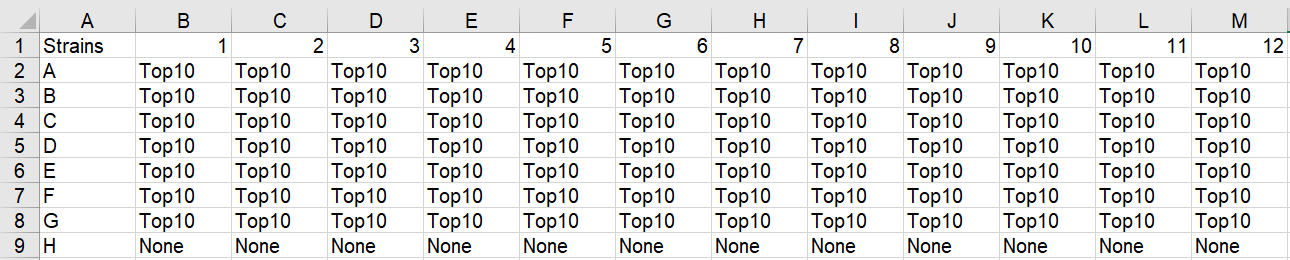 A B C D E F G H I J K L M
1 Strains 1 2 3 4 5 6 7 8 9 10 11 12
2 A Top10 Top10 Top10 Top10 Top10 Top10 Top10 Top10 Top10 Top10 Top10 Top10
3 B Top10 Top10 Top10 Top10 Top10 Top10 Top10 Top10 Top10 Top10 Top10 Top10
4 C Top10 Top10 Top10 Top10 Top10 Top10 Top10 Top10 Top10 Top10 Top10 Top10
5 D Top10 Top10 Top10 Top10 Top10 Top10 Top10 Top10 Top10 Top10 Top10 Top10
6 E Top10 Top10 Top10 Top10 Top10 Top10 Top10 Top10 Top10 Top10 Top10 Top10
7 F Top10 Top10 Top10 Top10 Top10 Top10 Top10 Top10 Top10 Top10 Top10 Top10
8 G Top10 Top10 Top10 Top10 Top10 Top10 Top10 Top10 Top10 Top10 Top10 Top10
9 H None None None None None None None None None None None None